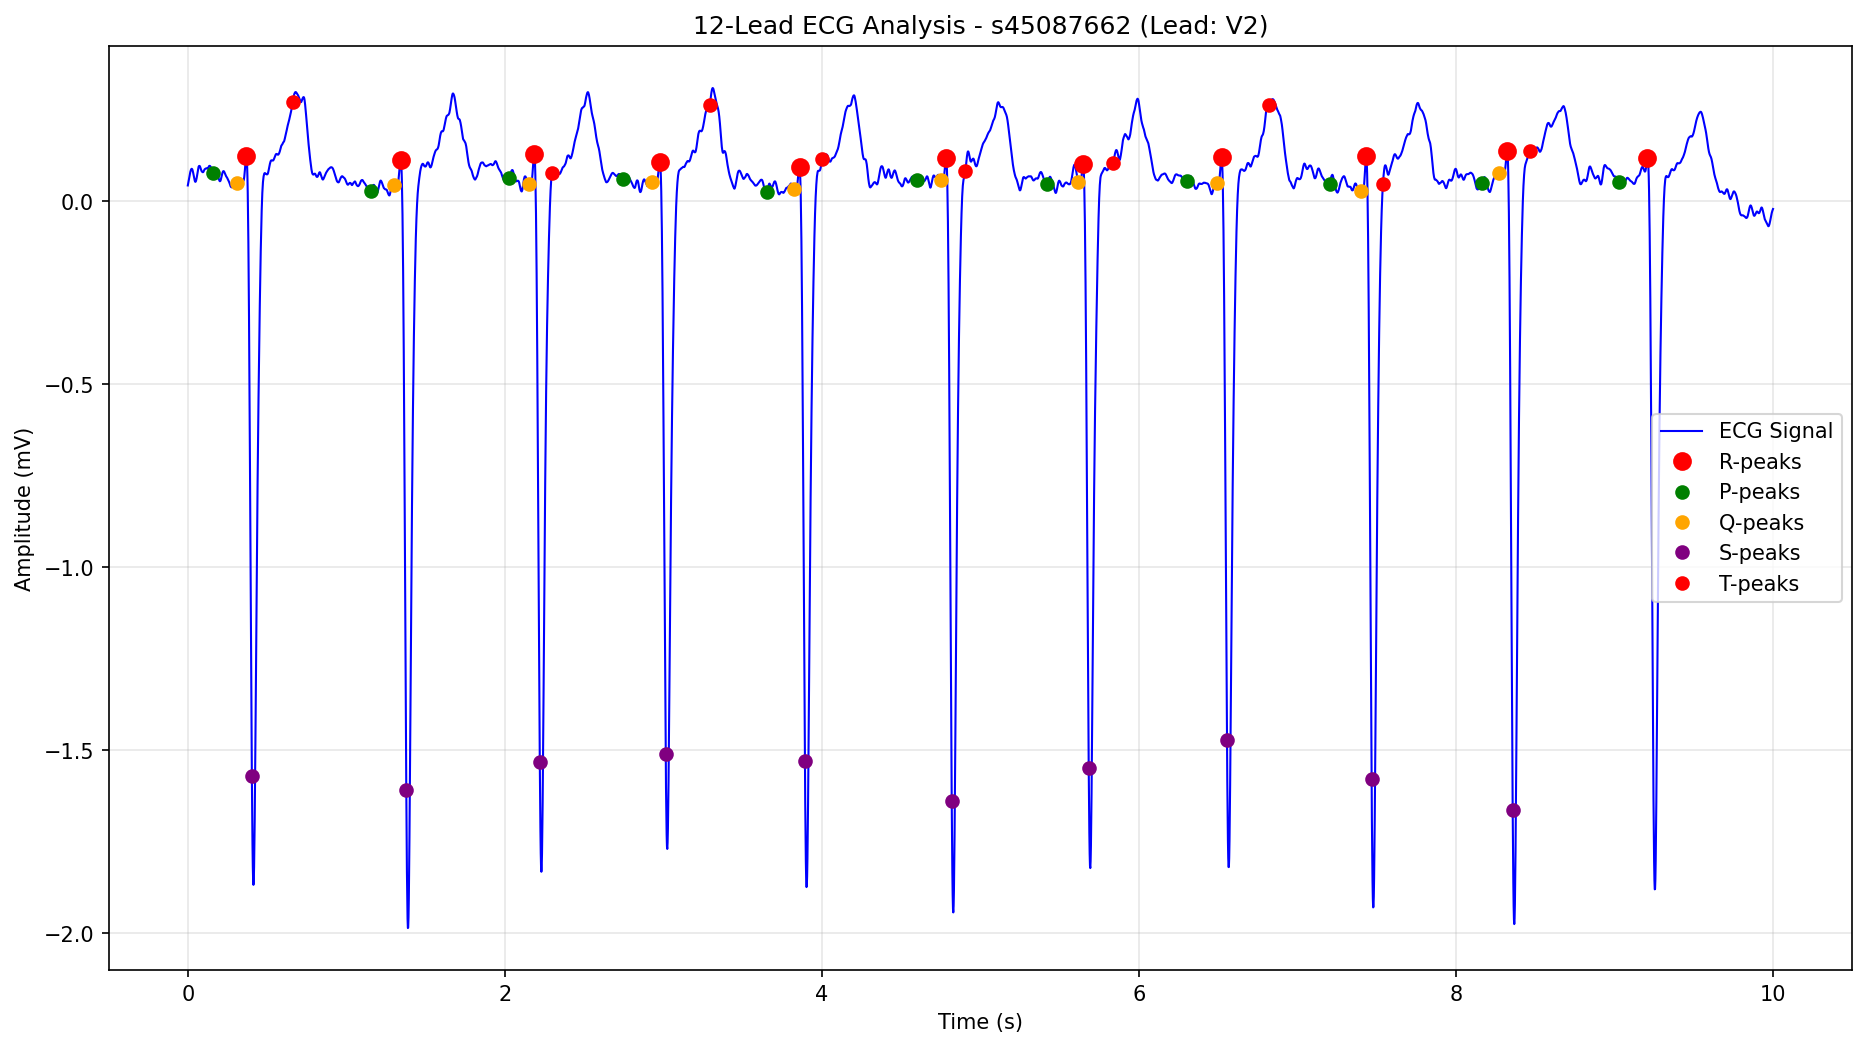 12-Lead ECG Analysis - s45087662 (Lead: V2)
Amplitude (mV)
0.0
−0.5
−1.0
−1.5
−2.0
ECG Signal
R-peaks
P-peaks
Q-peaks
S-peaks
T-peaks
0 2 4 6 8 10
Time (s)